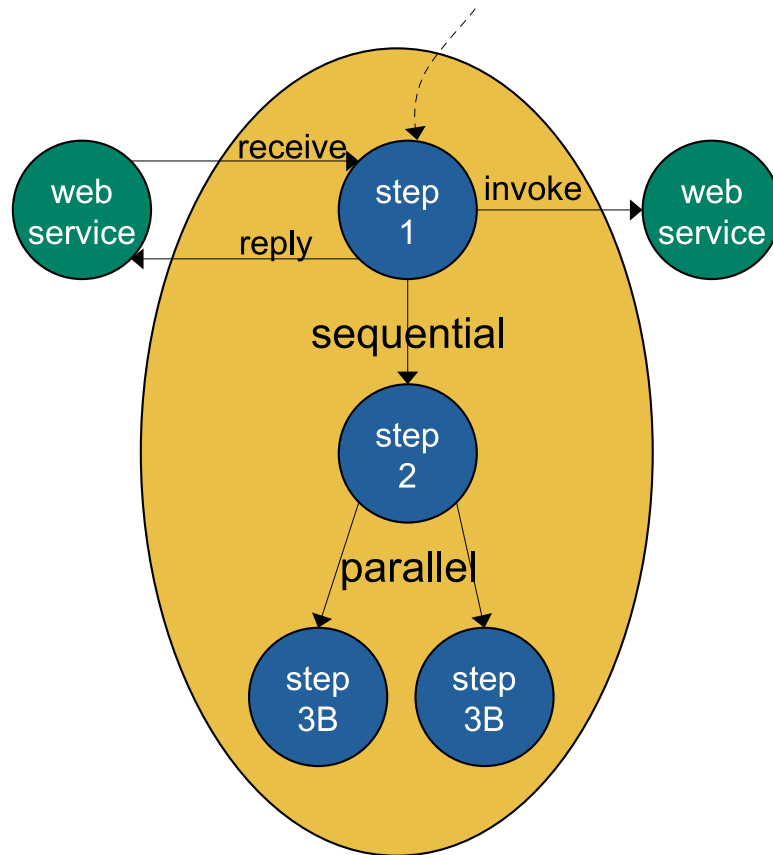 receive
web
service
reply
step
1
invoke
web
service
sequential
step
2
parallel
step
3B
step
3B